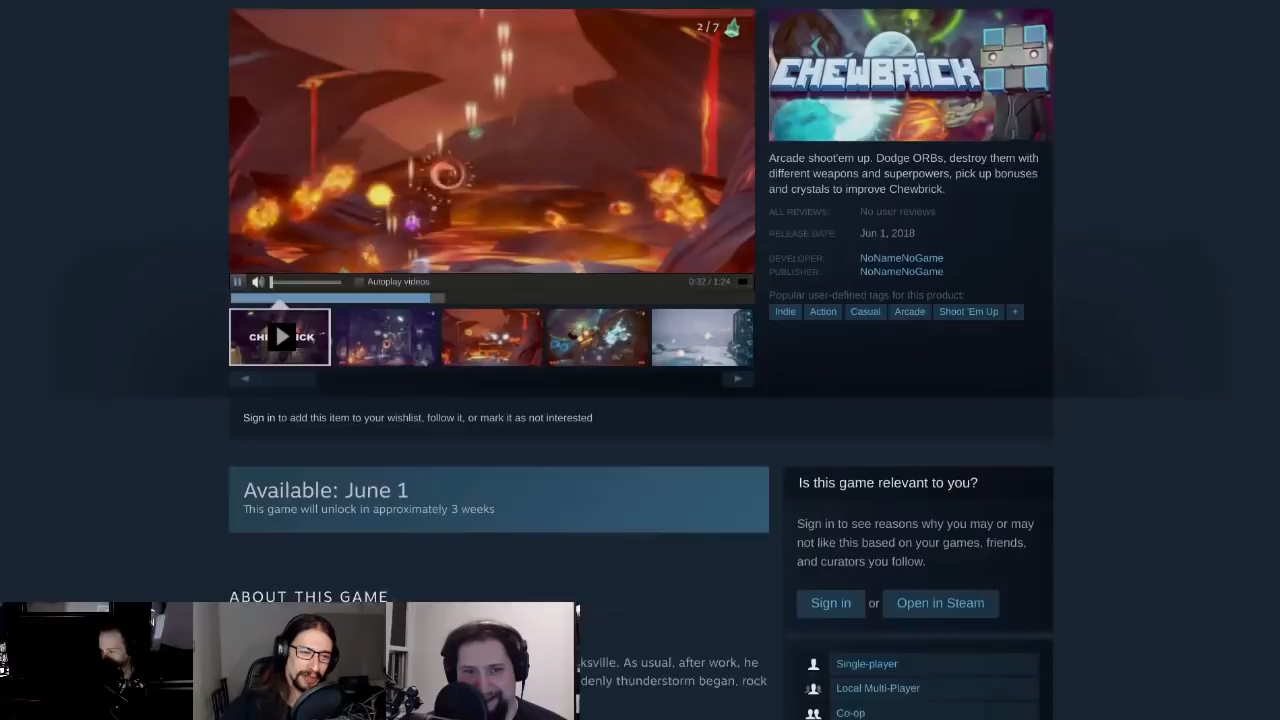 2/7
CHEWBRICK
Arcade shoot'em up. Dodge ORBs, destroy them with
different weapons and superpowers, pick up bonuses
and crystals to improve Chewbrick.
ALL REVIEWS: No user reviews
RELEASE DATE: Jun 1, 2018
DEVELOPER: NoNameNoGame
PUBLISHER: NoNameNoGame
Popular user-defined tags for this product:
Indie Action Casual Arcade Shoot 'Em Up +
Autoplay videos 0:32 / 1:24
Sign in to add this item to your wishlist, follow it, or mark it as not interested
Available: June 1
This game will unlock in approximately 3 weeks
Is this game relevant to you?
Sign in to see reasons why you may or may
not like this based on your games, friends,
and curators you follow.
Sign in or Open in Steam
ABOUT THIS GAME
ksville. As usual, after work, he
denly thunderstorm began, rock
Single-player
Local Multi-Player
Co-op